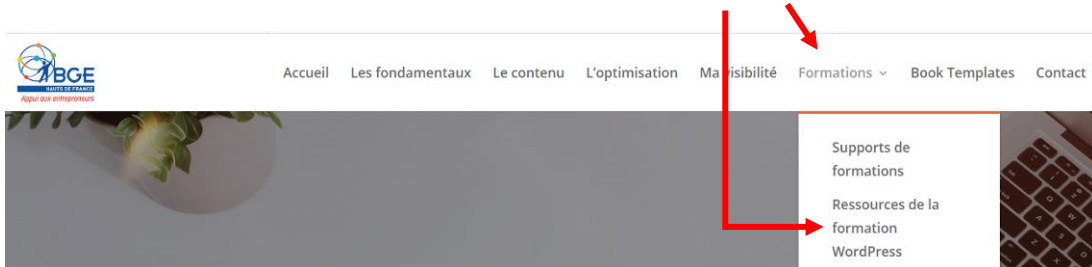 BGE
HAUTS DE FRANCE
Appui aux entrepreneurs
Accueil Les fondamentaux Le contenu L'optimisation Ma visibilité Formations Book Templates Contact
Supports de
formations
Ressources de la
formation
WordPress